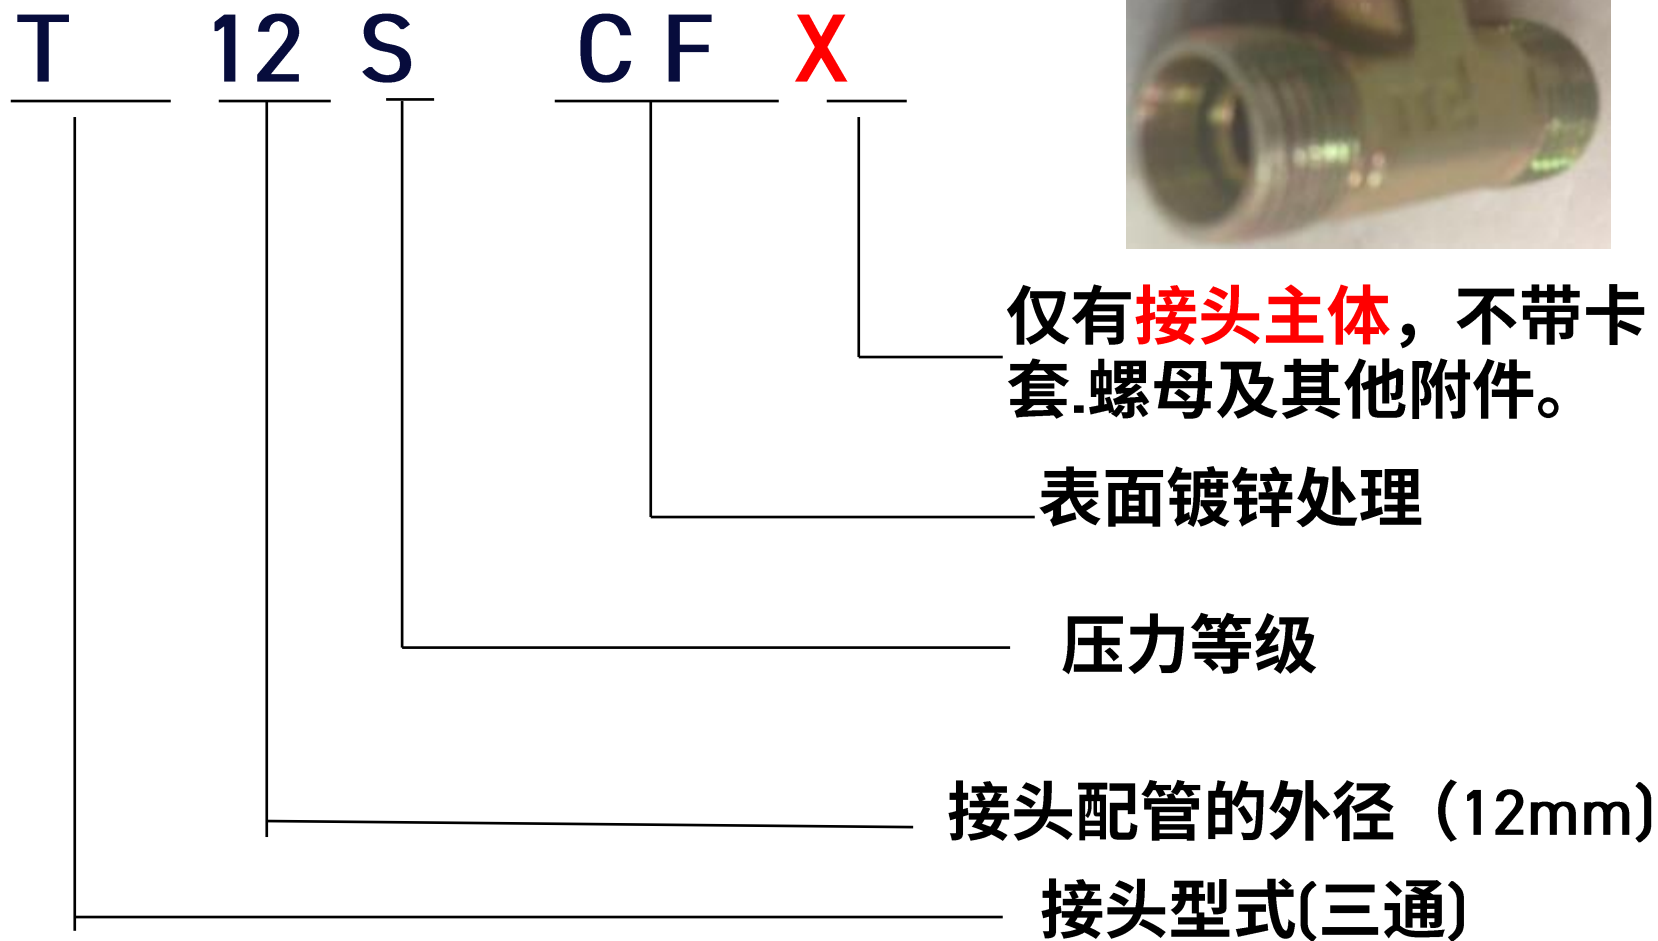 T 12 S CF X
仅有接头主体，不带卡
套.螺母及其他附件。
表面镀锌处理
压力等级
接头配管的外径（12mm)
接头型式(三通)